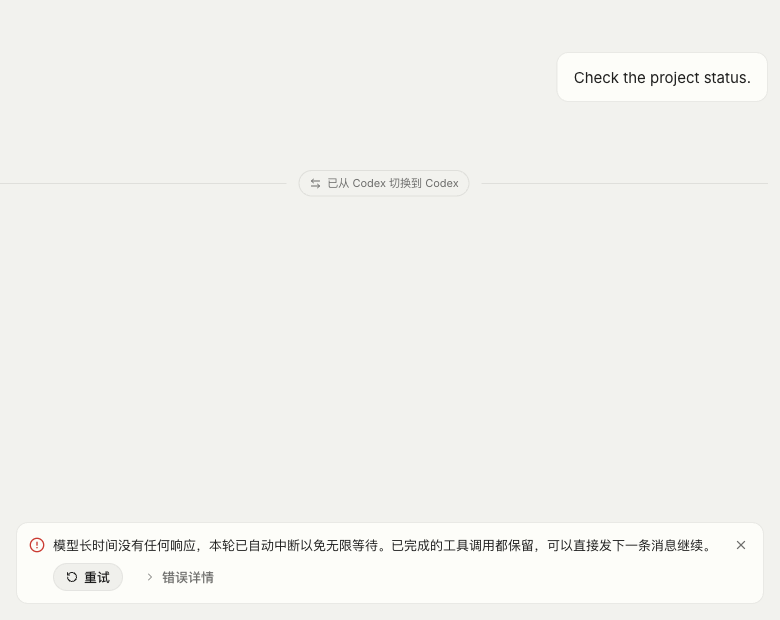 Check the project status.
已从 Codex 切换到 Codex
模型长时间没有任何响应，本轮已自动中断以免无限等待。已完成的工具调用都保留，可以直接发下一条消息继续。
重试
错误详情